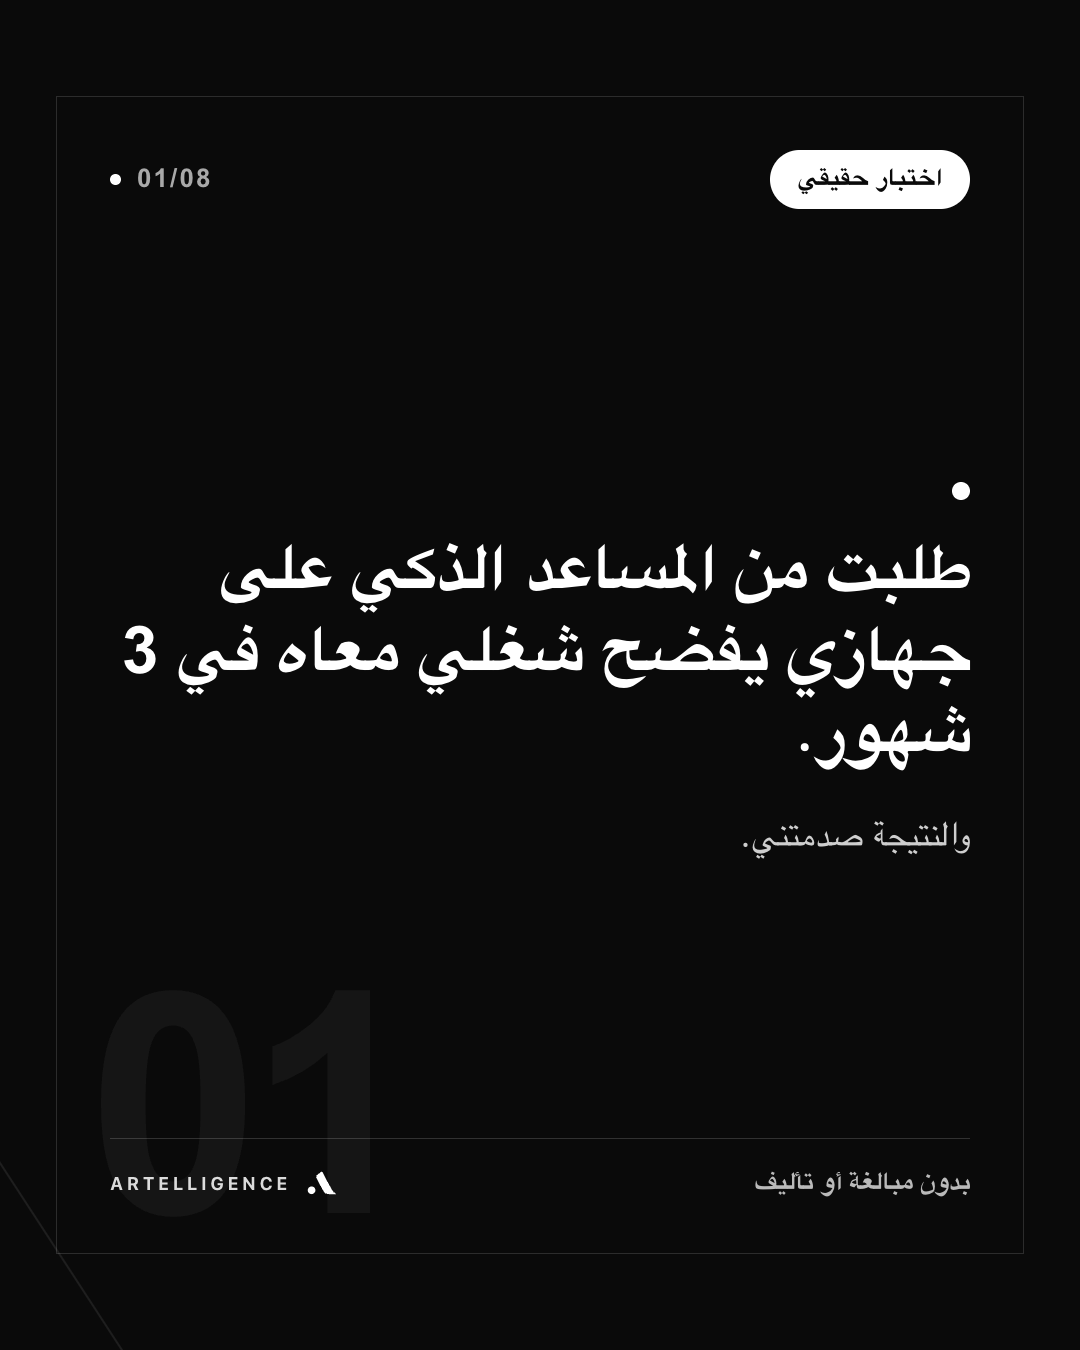 اختبار حقيقي
01/08
طلبت من المساعد الذكي على
جهازي يفضح شغلي معاه في 3
شهور.
والنتيجة صدمتني.
01
بدون مبالغة أو تأليف
ARTELLIGENCE